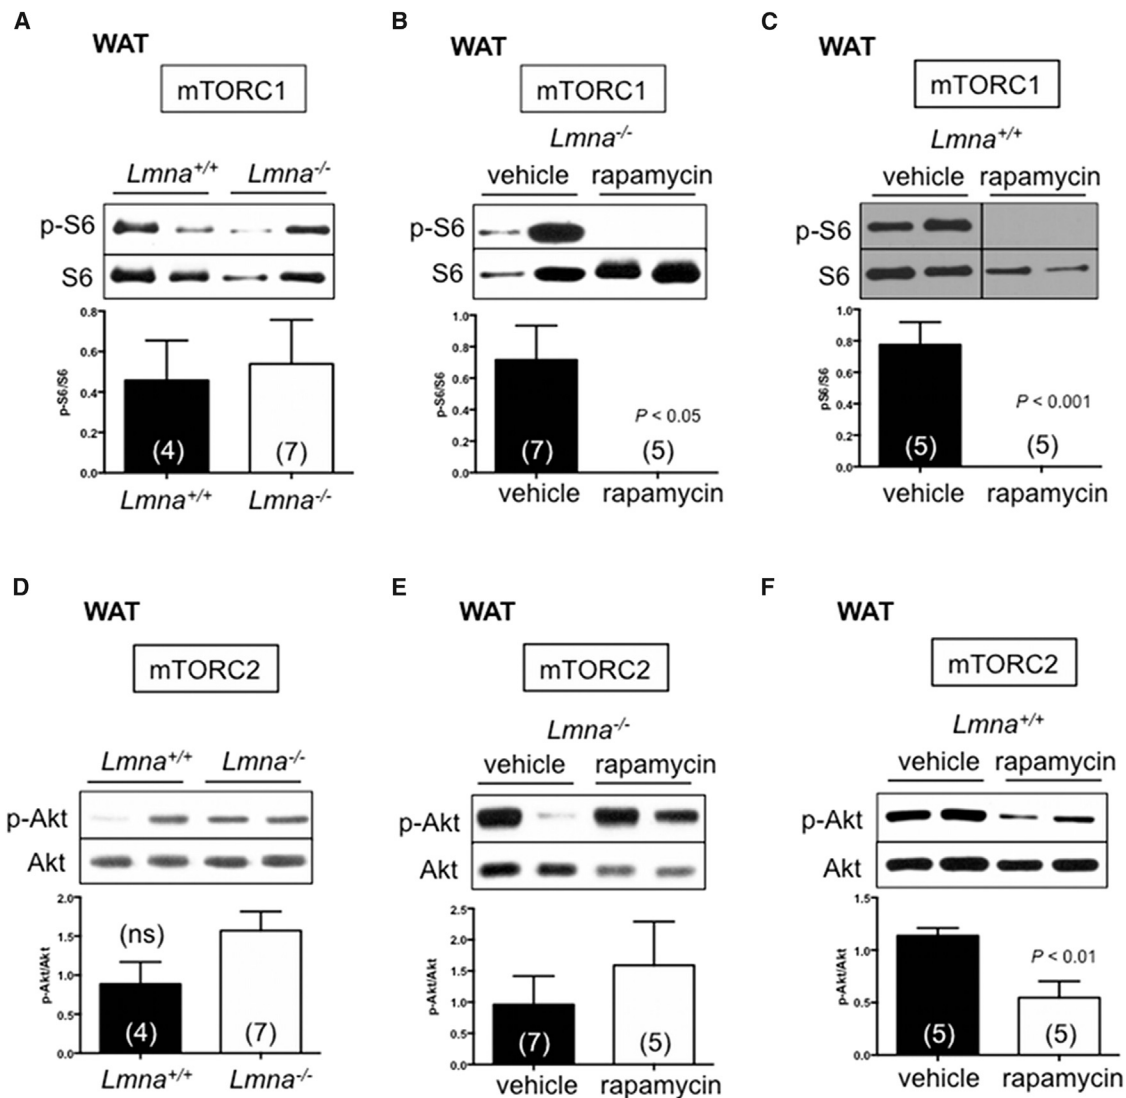 A
WAT
mTORC1
Lmna+/+ Lmna-/-
p-S6
S6
0.8
0.6
0.4
0.2
0.0
p-S6/S6
(4) (7)
Lmna+/+ Lmna-/-
B
WAT
mTORC1
Lmna-/-
vehicle rapamycin
p-S6
S6
1.0
0.8
0.6
0.4
0.2
0.0
p-S6/S6
P < 0.05
(7) (5)
vehicle rapamycin
C
WAT
mTORC1
Lmna+/+
vehicle rapamycin
p-S6
S6
1.0
0.8
0.6
0.4
0.2
0.0
pS6/S6
P < 0.001
(5) (5)
vehicle rapamycin
D
WAT
mTORC2
Lmna+/+ Lmna-/-
p-Akt
Akt
2.0
1.5
1.0
0.5
0.0
p-Akt/Akt
(ns)
(4) (7)
Lmna+/+ Lmna-/-
E
WAT
mTORC2
Lmna-/-
vehicle rapamycin
p-Akt
Akt
2.5
2.0
1.5
1.0
0.5
0.0
p-Akt/Akt
(7) (5)
vehicle rapamycin
F
WAT
mTORC2
Lmna+/+
vehicle rapamycin
p-Akt
Akt
1.5
1.0
0.5
0.0
p-Akt/Akt
P < 0.01
(5) (5)
vehicle rapamycin